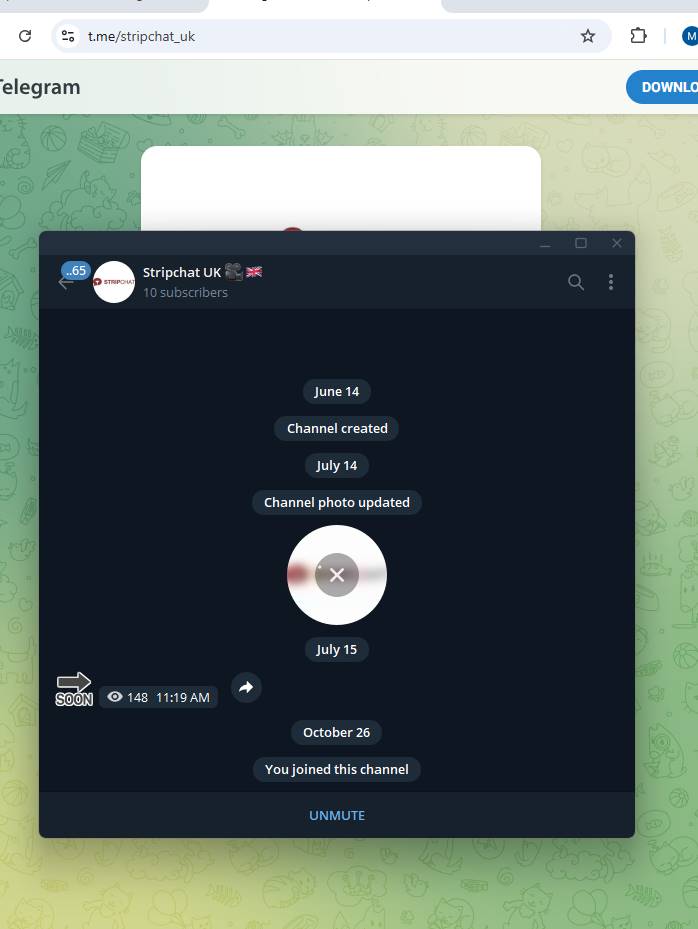 t.me/stripchat_uk
Telegram
DOWNLO
..65
STRIPCHAT
Stripchat UK
10 subscribers
June 14
Channel created
July 14
Channel photo updated
July 15
SOON
148 11:19 AM
October 26
You joined this channel
UNMUTE
M